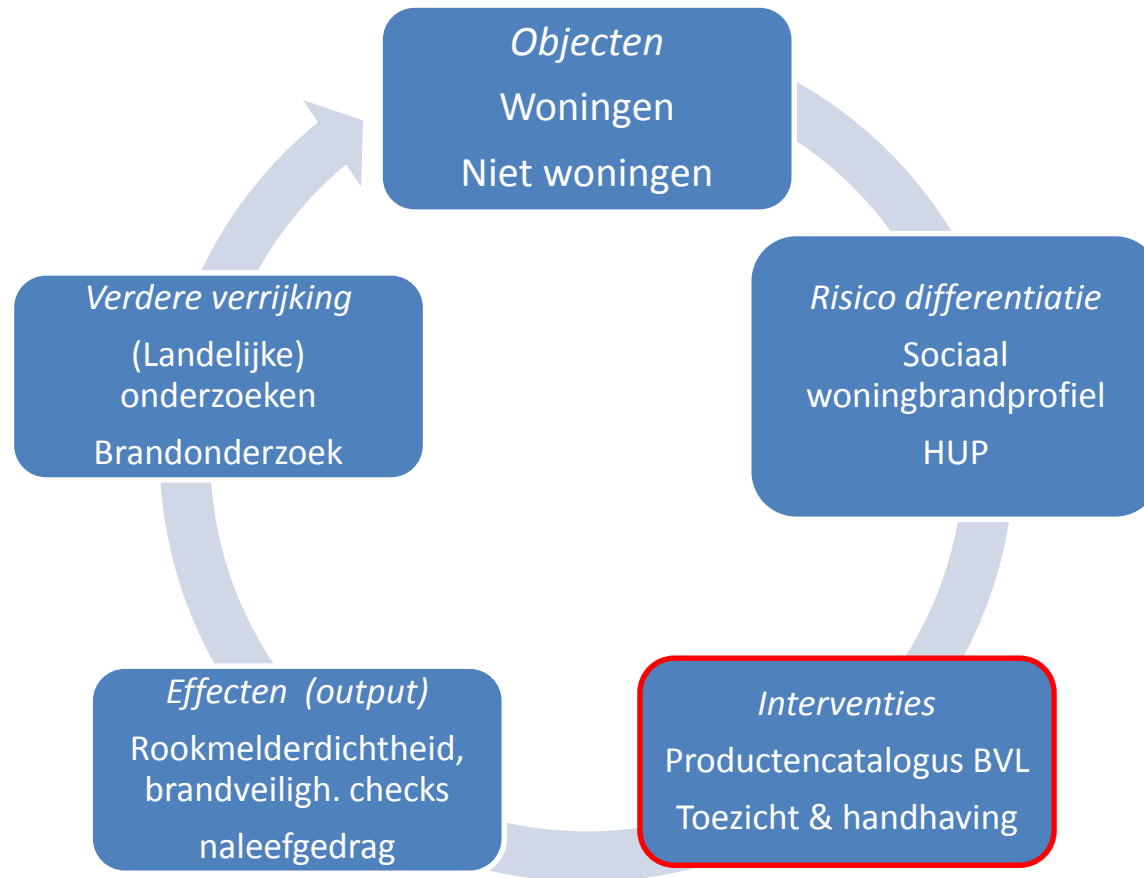 Objecten
Woningen
Niet woningen
Risico differentiatie
Sociaal
woningbrandprofiel
HUP
Interventies
Productencatalogus BVL
Toezicht & handhaving
Effecten (output)
Rookmelderdichtheid,
brandveiligh. checks
naleefgedrag
Verdere verrijking
(Landelijke)
onderzoeken
Brandonderzoek